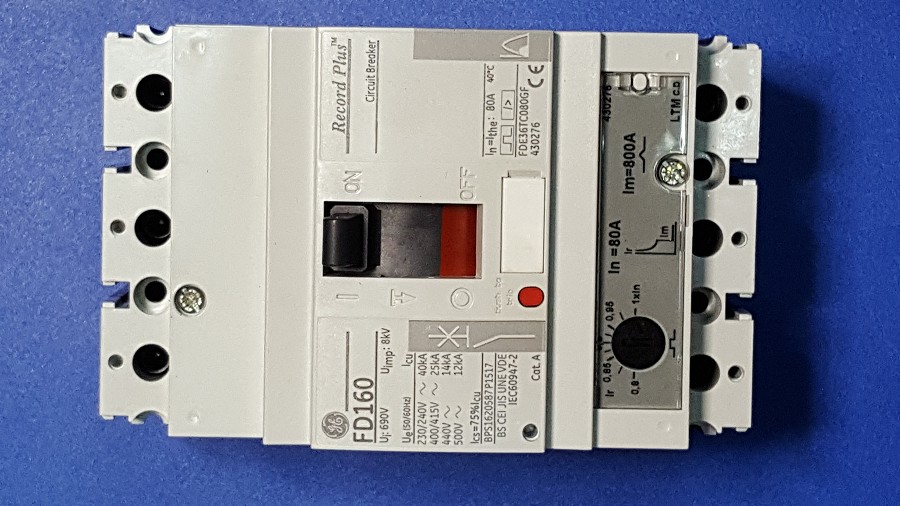 Record Plus™
Circuit Breaker
In=Ithe: 80A 40°C
FDE36TC080GF
430276
CE
ON
OFF
push to
trip
GE
FD160
Ui: 690V Uimp: 8kV
Ue(50/60Hz) Icu
230/240V ~ 40kA
400/415V ~ 25kA
440V ~ 14kA
500V ~ 12kA
Ics=75%Icu
BPS1620587P1517
BS CEI JIS UNE VDE
IEC60947-2
Cat. A
430276
LTM C.D
Im=800A
In =80A
Ir
Im
Ir 0,8 0,85 0,95 1xIn